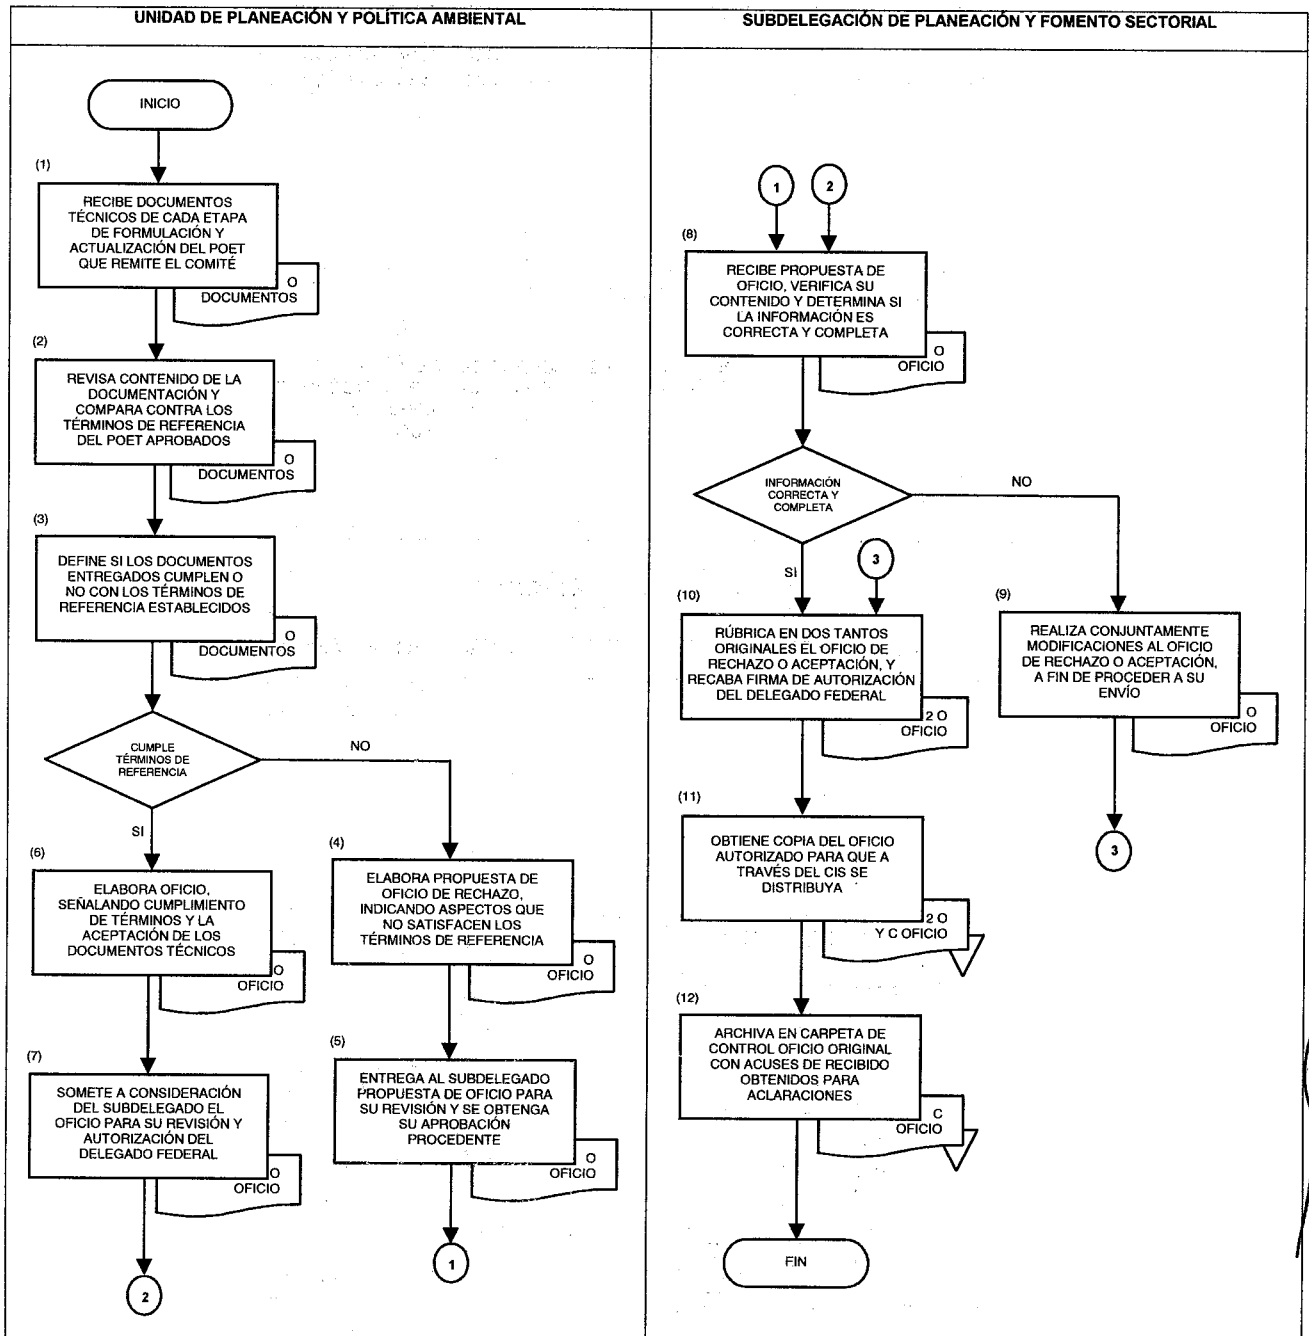 UNIDAD DE PLANEACIÓN Y POLÍTICA AMBIENTAL
INICIO
(1)
RECIBE DOCUMENTOS
TÉCNICOS DE CADA ETAPA
DE FORMULACIÓN Y
ACTUALIZACIÓN DEL POET
QUE REMITE EL COMITÉ
O
DOCUMENTOS
(2)
REVISA CONTENIDO DE LA
DOCUMENTACIÓN Y
COMPARA CONTRA LOS
TÉRMINOS DE REFERENCIA
DEL POET APROBADOS
O
DOCUMENTOS
(3)
DEFINE SI LOS DOCUMENTOS
ENTREGADOS CUMPLEN O
NO CON LOS TÉRMINOS DE
REFERENCIA ESTABLECIDOS
O
DOCUMENTOS
CUMPLE
TÉRMINOS DE
REFERENCIA
NO
SI
(6)
ELABORA OFICIO,
SEÑALANDO CUMPLIMIENTO
DE TÉRMINOS Y LA
ACEPTACIÓN DE LOS
DOCUMENTOS TÉCNICOS
O
OFICIO
(7)
SOMETE A CONSIDERACIÓN
DEL SUBDELEGADO EL
OFICIO PARA SU REVISIÓN Y
AUTORIZACIÓN DEL
DELEGADO FEDERAL
O
OFICIO
2
(4)
ELABORA PROPUESTA DE
OFICIO DE RECHAZO,
INDICANDO ASPECTOS QUE
NO SATISFACEN LOS
TÉRMINOS DE REFERENCIA
O
OFICIO
(5)
ENTREGA AL SUBDELEGADO
PROPUESTA DE OFICIO PARA
SU REVISIÓN Y SE OBTENGA
SU APROBACIÓN
PROCEDENTE
O
OFICIO
1
SUBDELEGACIÓN DE PLANEACIÓN Y FOMENTO SECTORIAL
1
2
(8)
RECIBE PROPUESTA DE
OFICIO, VERIFICA SU
CONTENIDO Y DETERMINA SI
LA INFORMACIÓN ES
CORRECTA Y COMPLETA
O
OFICIO
INFORMACIÓN
CORRECTA Y
COMPLETA
NO
SI
3
(10)
RÚBRICA EN DOS TANTOS
ORIGINALES EL OFICIO DE
RECHAZO O ACEPTACIÓN, Y
RECABA FIRMA DE AUTORIZACIÓN
DEL DELEGADO FEDERAL
2 O
OFICIO
(9)
REALIZA CONJUNTAMENTE
MODIFICACIONES AL OFICIO
DE RECHAZO O ACEPTACIÓN,
A FIN DE PROCEDER A SU
ENVÍO
O
OFICIO
3
(11)
OBTIENE COPIA DEL OFICIO
AUTORIZADO PARA QUE A
TRAVÉS DEL CIS SE
DISTRIBUYA
2 O
Y C OFICIO
(12)
ARCHIVA EN CARPETA DE
CONTROL OFICIO ORIGINAL
CON ACUSES DE RECIBIDO
OBTENIDOS PARA
ACLARACIONES
C
OFICIO
FIN